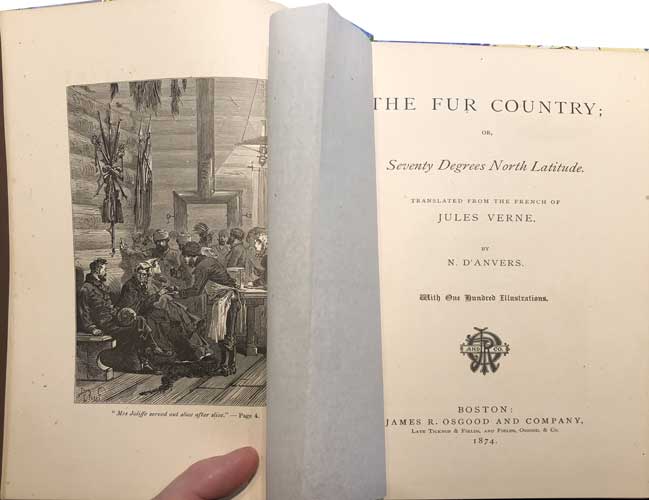 "Mrs Joliffe served out slice after slice."—Page 4.
THE FUR COUNTRY;
OR,
Seventy Degrees North Latitude.
TRANSLATED FROM THE FRENCH OF
JULES VERNE.
BY
N. D'ANVERS.
With One Hundred Illustrations.
AND CO.
BOSTON:
JAMES R. OSGOOD AND COMPANY,
LATE TICKNOR & FIELDS, AND FIELDS, OSGOOD, & CO.
1874.